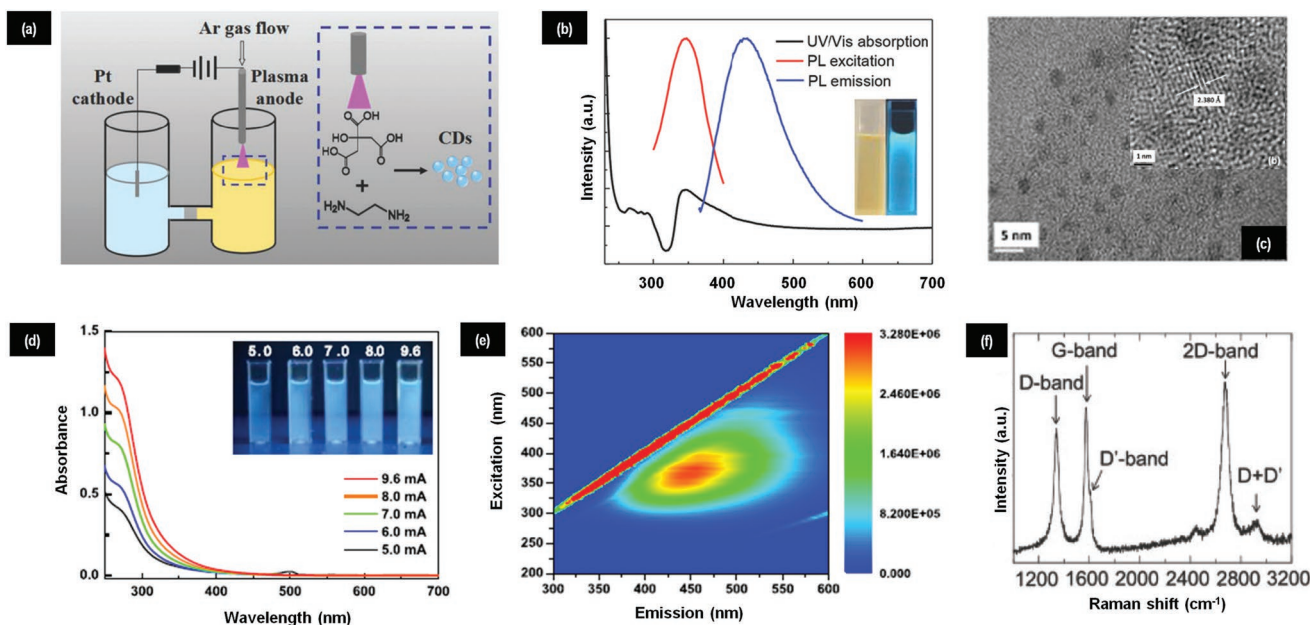 (a)
Ar gas flow
Pt
cathode
Plasma
anode
HO
O
OH
O
HO
OH
O
+
H₂N
NH₂
CDs
(b)
UV/Vis absorption
PL excitation
PL emission
Intensity (a.u.)
300 400 500 600 700
Wavelength (nm)
2.380 Å
1 nm
(b)
5 nm
(c)
(d)
5.0 6.0 7.0 8.0 9.6
9.6 mA
8.0 mA
7.0 mA
6.0 mA
5.0 mA
Absorbance
1.5
1.0
0.5
0.0
300 400 500 600 700
Wavelength (nm)
(e)
Excitation (nm)
600
550
500
450
400
350
300
250
200
300 350 400 450 500 550 600
Emission (nm)
3.280E+06
2.460E+06
1.640E+06
8.200E+05
0.000
(f)
G-band
2D-band
D-band
D'-band
D+D'
Intensity (a.u.)
1200 1600 2000 2400 2800 3200
Raman shift (cm⁻¹)